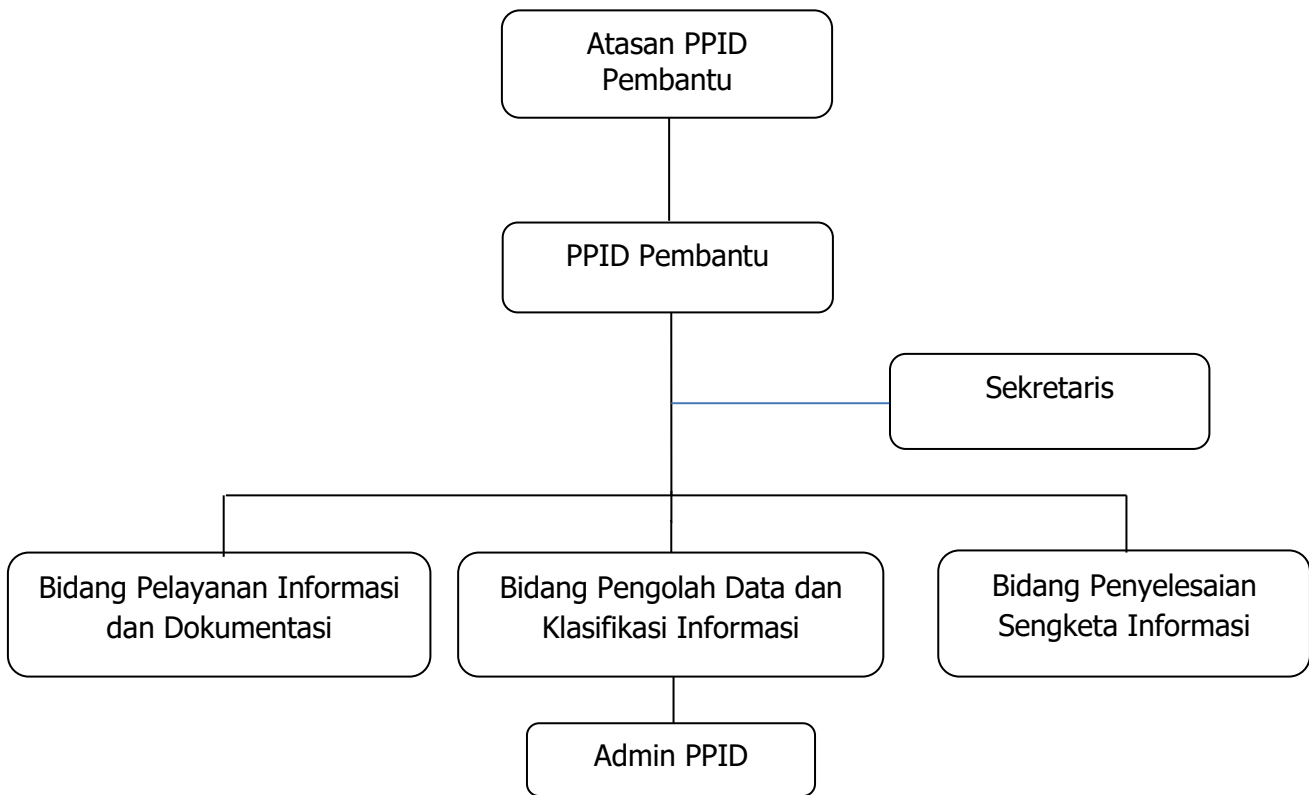 Atasan PPID
Pembantu
PPID Pembantu
Sekretaris
Bidang Pelayanan Informasi
dan Dokumentasi
Bidang Pengolah Data dan
Klasifikasi Informasi
Bidang Penyelesaian
Sengketa Informasi
Admin PPID